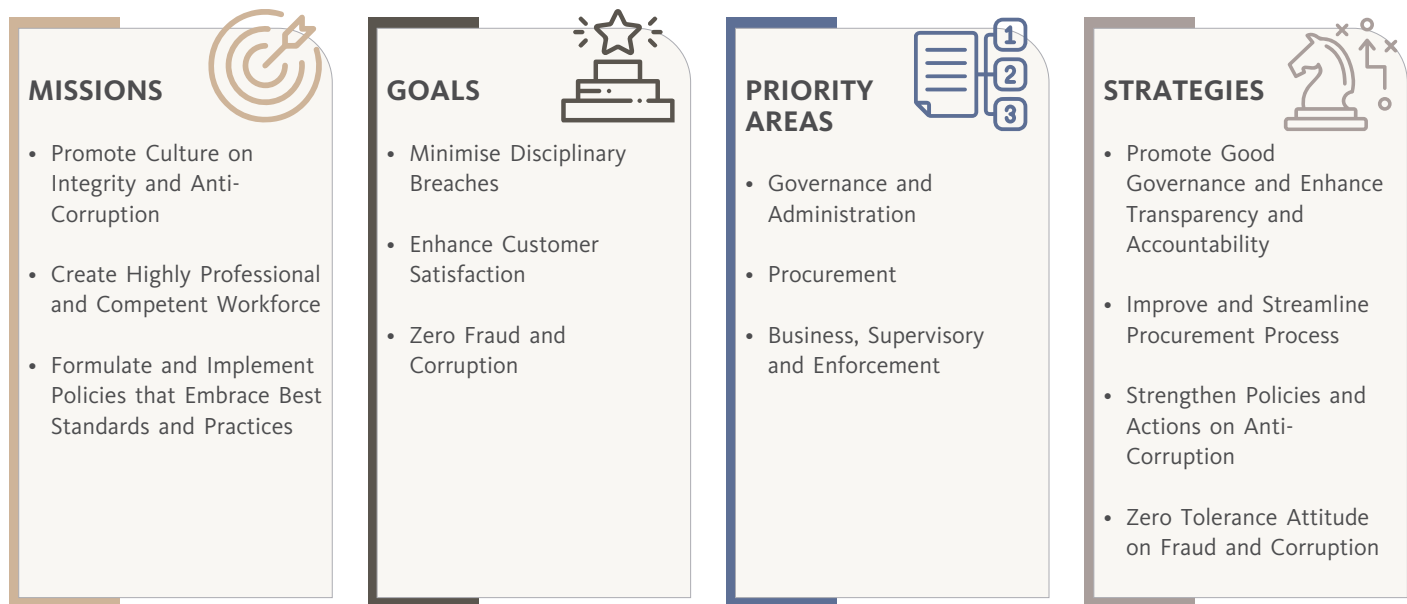 MISSIONS
• Promote Culture on
Integrity and Anti-
Corruption
• Create Highly Professional
and Competent Workforce
• Formulate and Implement
Policies that Embrace Best
Standards and Practices
GOALS
• Minimise Disciplinary
Breaches
• Enhance Customer
Satisfaction
• Zero Fraud and
Corruption
PRIORITY
AREAS
1
2
3
• Governance and
Administration
• Procurement
• Business, Supervisory
and Enforcement
STRATEGIES
• Promote Good
Governance and Enhance
Transparency and
Accountability
• Improve and Streamline
Procurement Process
• Strengthen Policies and
Actions on Anti-
Corruption
• Zero Tolerance Attitude
on Fraud and Corruption